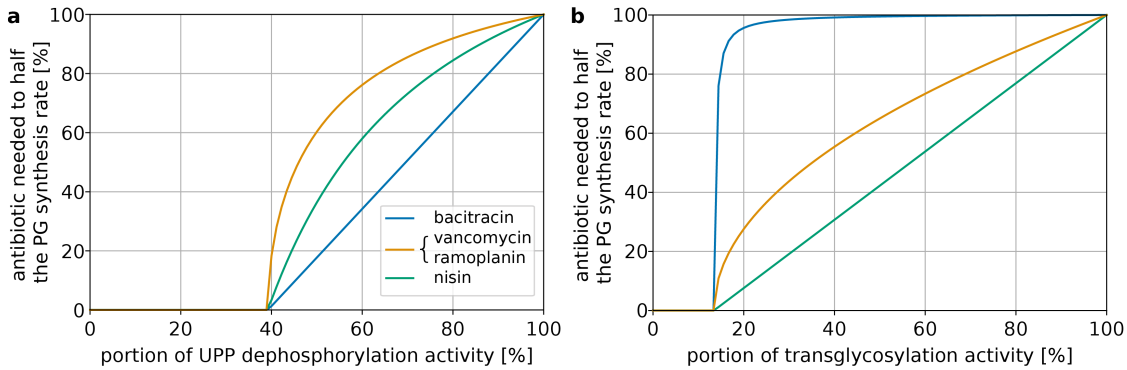 a
antibiotic needed to half
the PG synthesis rate [%]
100
80
60
40
20
0
0 20 40 60 80 100
portion of UPP dephosphorylation activity [%]
bacitracin
{ vancomycin
ramoplanin
nisin
b
antibiotic needed to half
the PG synthesis rate [%]
100
80
60
40
20
0
0 20 40 60 80 100
portion of transglycosylation activity [%]